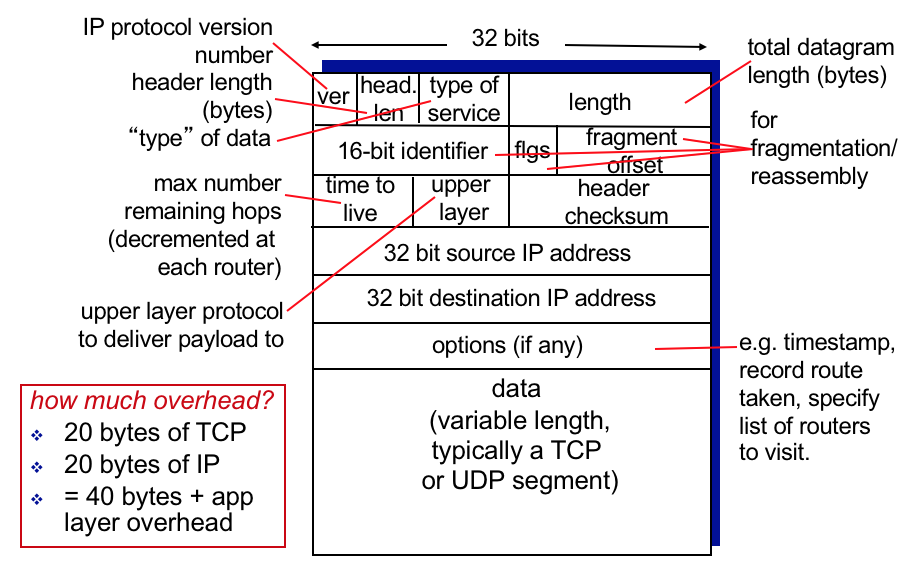 IP protocol version
number
header length
(bytes)
“type” of data
max number
remaining hops
(decremented at
each router)
upper layer protocol
to deliver payload to
how much overhead?
20 bytes of TCP
20 bytes of IP
= 40 bytes + app
layer overhead
32 bits
ver
head.
len
type of
service
length
16-bit identifier
flgs
fragment
offset
time to
live
upper
layer
header
checksum
32 bit source IP address
32 bit destination IP address
options (if any)
data
(variable length,
typically a TCP
or UDP segment)
total datagram
length (bytes)
for
fragmentation/
reassembly
e.g. timestamp,
record route
taken, specify
list of routers
to visit.